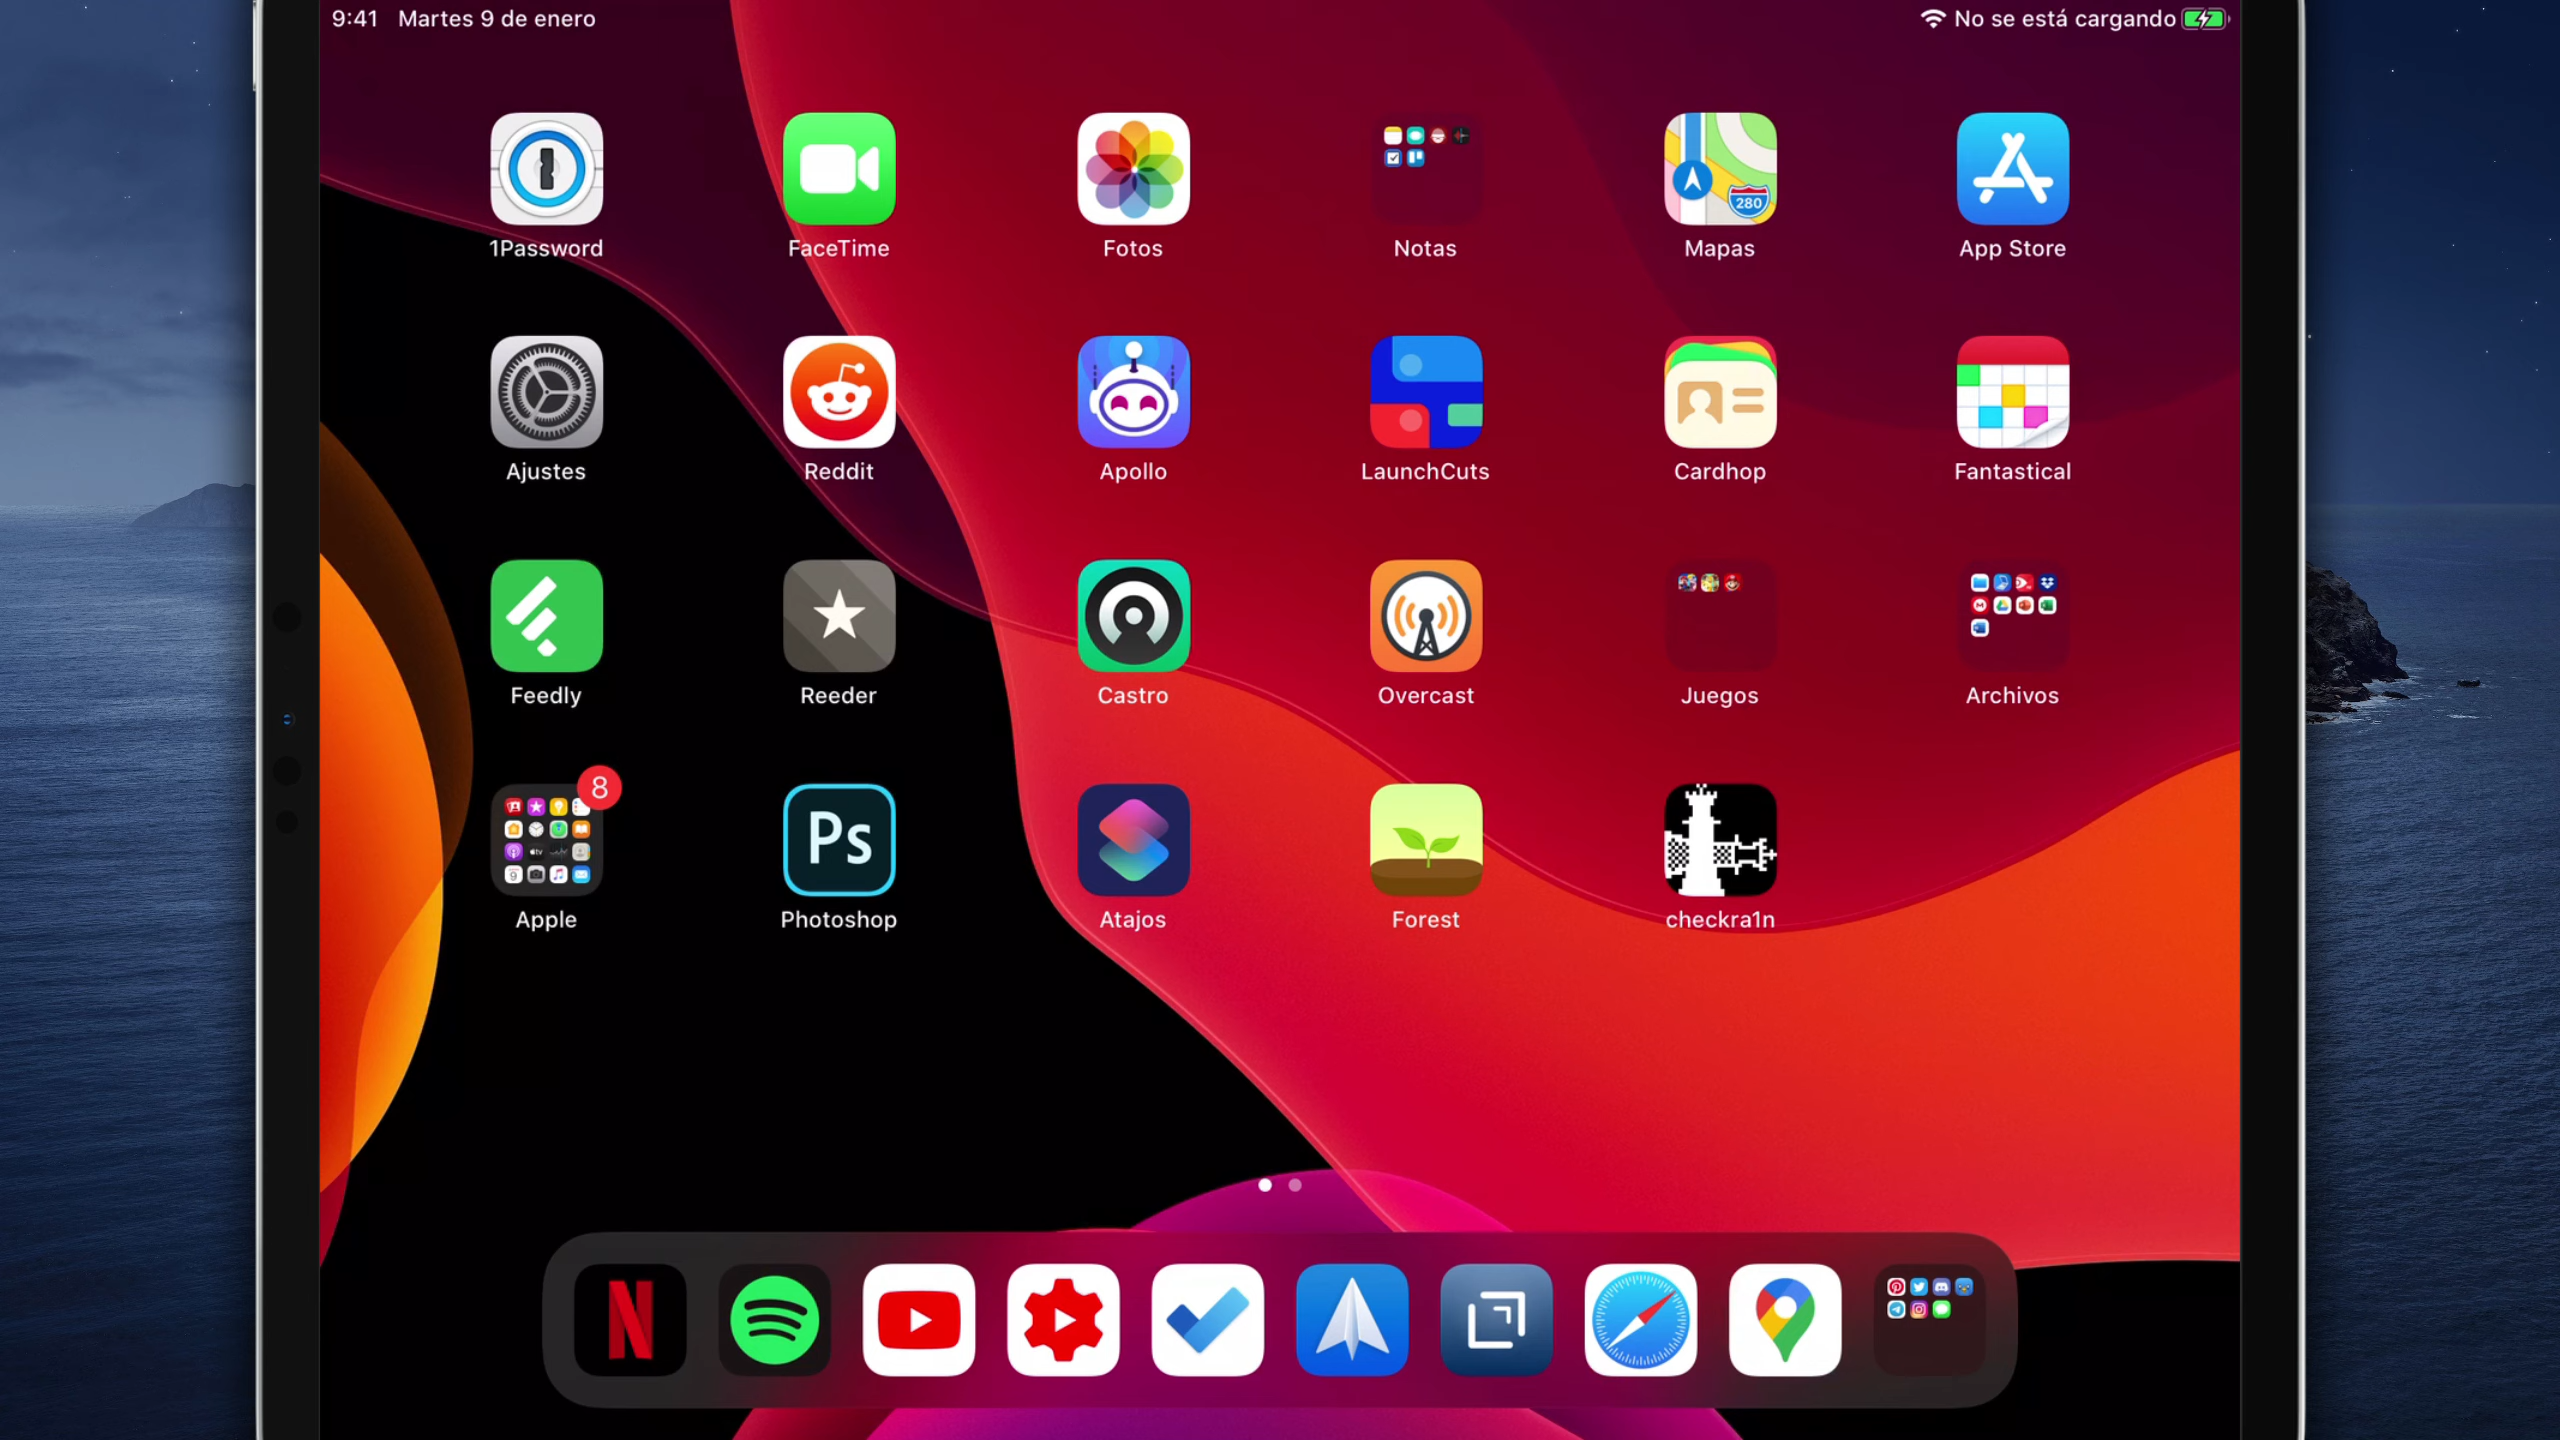 9:41 Martes 9 de enero No se está cargando
280
1Password FaceTime Fotos Notas Mapas App Store
Ajustes Reddit Apollo LaunchCuts Cardhop Fantastical
Feedly Reeder Castro Overcast Juegos Archivos
8
Ps
Apple Photoshop Atajos Forest checkra1n
N